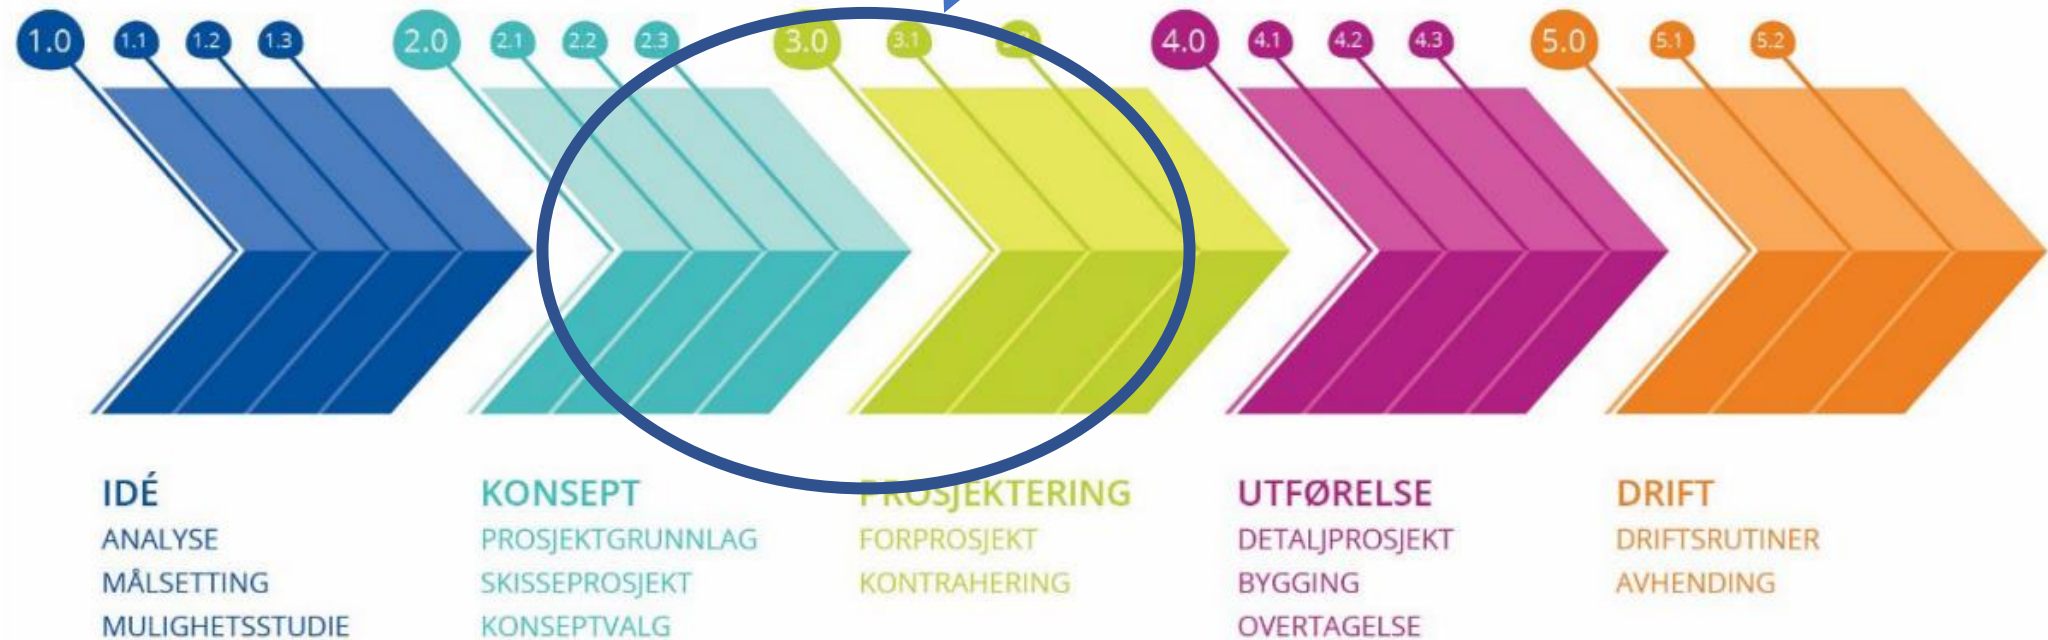 1.0 1.1 1.2 1.3 2.0 2.1 2.2 2.3 3.0 3.1 4.0 4.1 4.2 4.3 5.0 5.1 5.2
IDÉ
ANALYSE
MÅLSETTING
MULIGHETSSTUDIE
KONSEPT
PROSJEKTGRUNNLAG
SKISSEPROSJEKT
KONSEPTVALG
PROSJEKTERING
FORPROSJEKT
KONTRAHERING
UTFØRELSE
DETALJPROSJEKT
BYGGING
OVERTAGELSE
DRIFT
DRIFTSRUTINER
AVHENDING